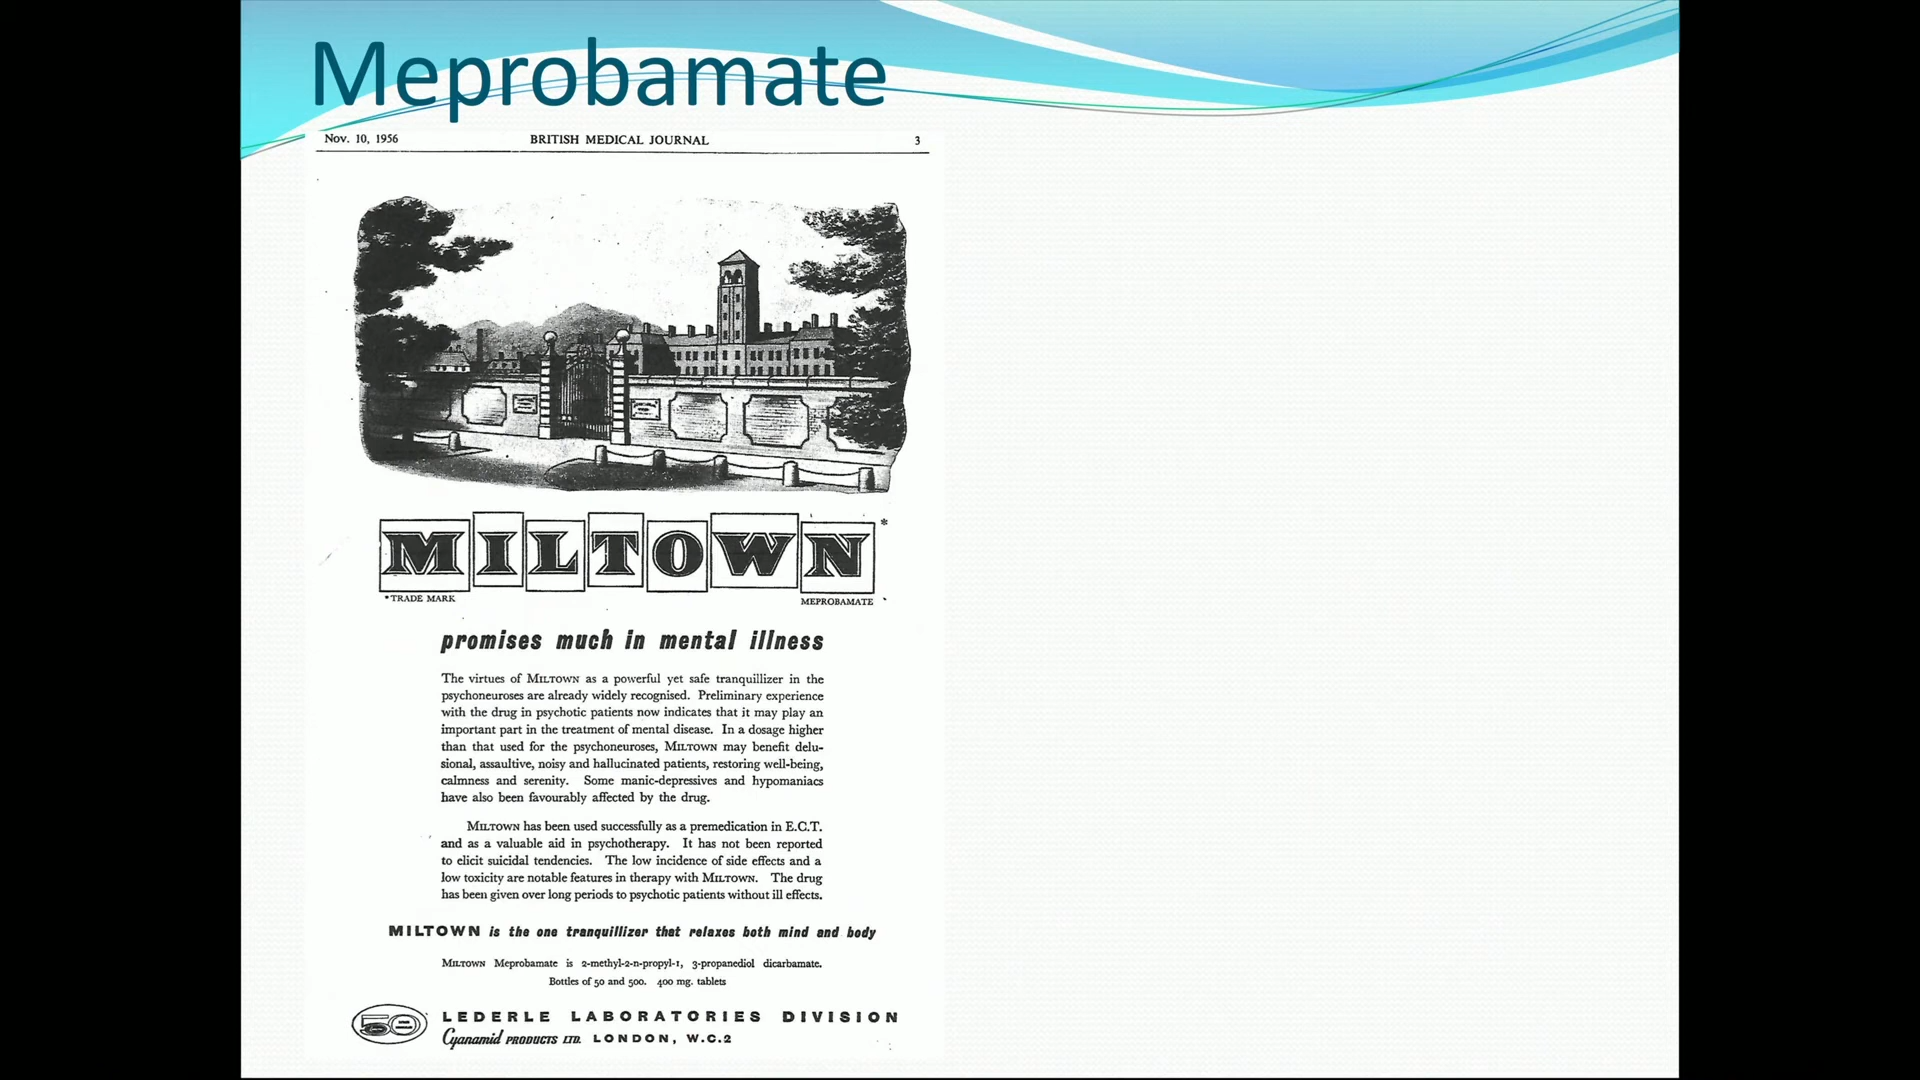 Meprobamate
Nov. 10, 1956 BRITISH MEDICAL JOURNAL 3
MILTOWN*
*TRADE MARK MEPROBAMATE
promises much in mental illness
The virtues of MILTOWN as a powerful yet safe tranquillizer in the
psychoneuroses are already widely recognised. Preliminary experience
with the drug in psychotic patients now indicates that it may play an
important part in the treatment of mental disease. In a dosage higher
than that used for the psychoneuroses, MILTOWN may benefit delu-
sional, assaultive, noisy and hallucinated patients, restoring well-being,
calmness and serenity. Some manic-depressives and hypomaniacs
have also been favourably affected by the drug.
MILTOWN has been used successfully as a premedication in E.C.T.
and as a valuable aid in psychotherapy. It has not been reported
to elicit suicidal tendencies. The low incidence of side effects and a
low toxicity are notable features in therapy with MILTOWN. The drug
has been given over long periods to psychotic patients without ill effects.
MILTOWN is the one tranquillizer that relaxes both mind and body
MILTOWN Meprobamate is 2-methyl-2-n-propyl-1, 3-propanediol dicarbamate.
Bottles of 50 and 500. 400 mg. tablets
50
LEDERLE LABORATORIES DIVISION
Cyanamid PRODUCTS LTD. LONDON, W.C.2